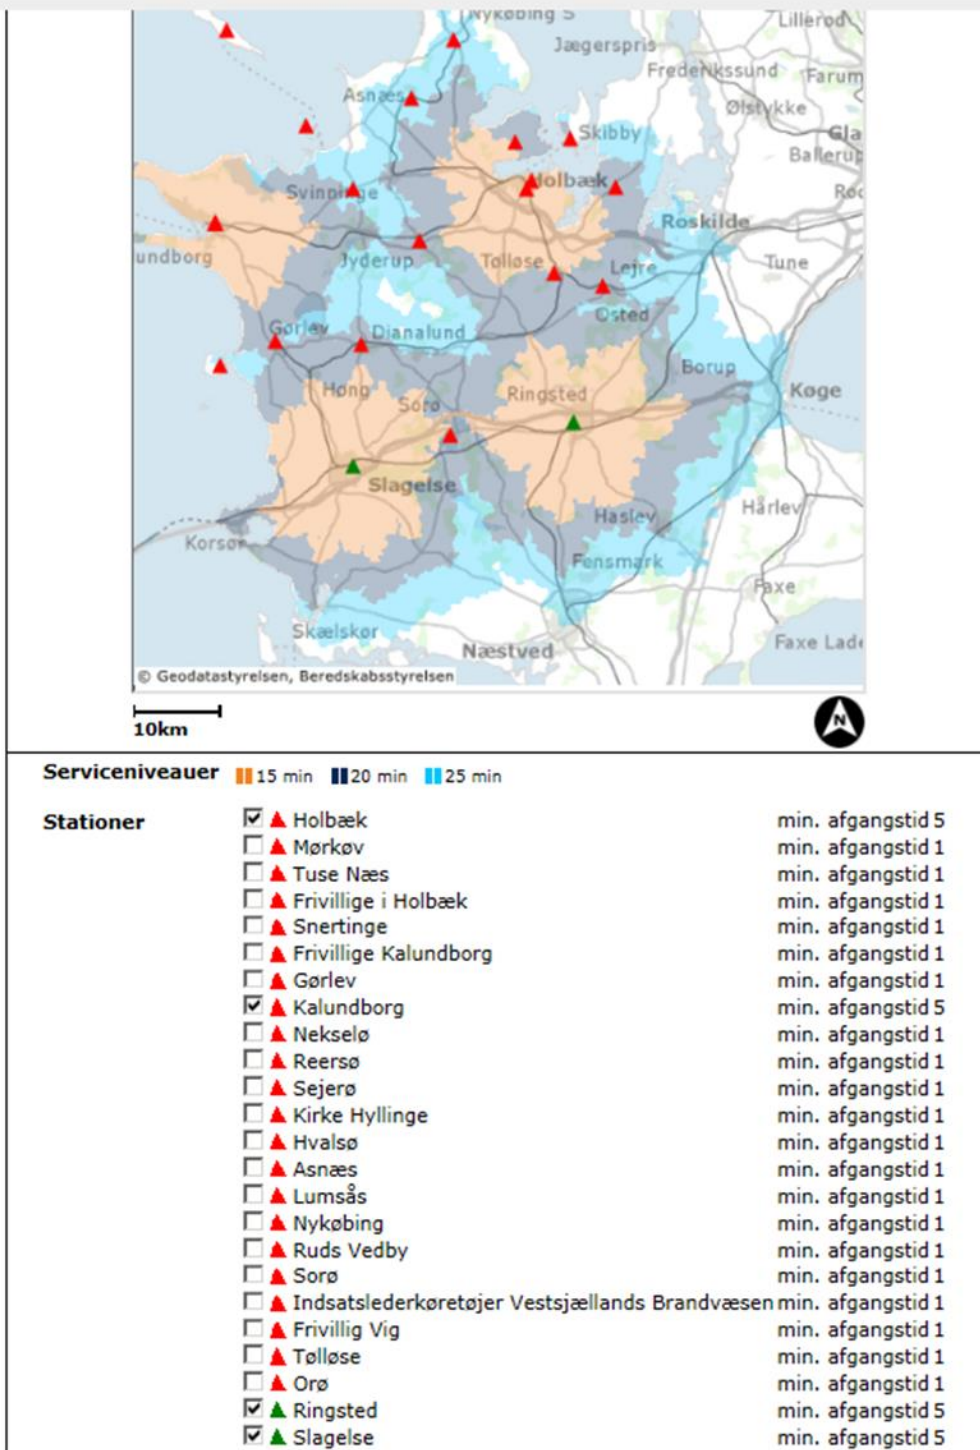 Nykøbing S
Lillerød
Jægerspris
Frederikssund
Farum
Asnæs
Ølstykke
Skibby
Gla
Ballerup
Svinninge
Holbæk
Roskilde
undborg
Jyderup
Tølløse
Lejre
Tune
Gørlev
Dianalund
Osted
Borup
Køge
Høng
Sorø
Ringsted
Slagelse
Haslev
Hårlev
Korsør
Fensmark
Faxe
Skælskør
Næstved
Faxe Lade
© Geodatastyrelsen, Beredskabsstyrelsen
10km
N
Serviceniveauer 15 min 20 min 25 min
Stationer Holbæk min. afgangstid 5
Mørkøv min. afgangstid 1
Tuse Næs min. afgangstid 1
Frivillige i Holbæk min. afgangstid 1
Snertinge min. afgangstid 1
Frivillige Kalundborg min. afgangstid 1
Gørlev min. afgangstid 1
Kalundborg min. afgangstid 5
Nekselø min. afgangstid 1
Reersø min. afgangstid 1
Sejerø min. afgangstid 1
Kirke Hyllinge min. afgangstid 1
Hvalsø min. afgangstid 1
Asnæs min. afgangstid 1
Lumsås min. afgangstid 1
Nykøbing min. afgangstid 1
Ruds Vedby min. afgangstid 1
Sorø min. afgangstid 1
Indsatslederkøretøjer Vestsjællands Brandvæsen min. afgangstid 1
Frivillig Vig min. afgangstid 1
Tølløse min. afgangstid 1
Orø min. afgangstid 1
Ringsted min. afgangstid 5
Slagelse min. afgangstid 5